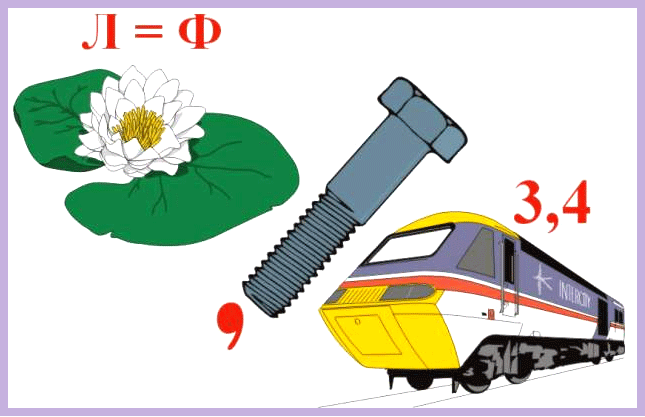 Л = Ф
3,4
INTERCITY
,